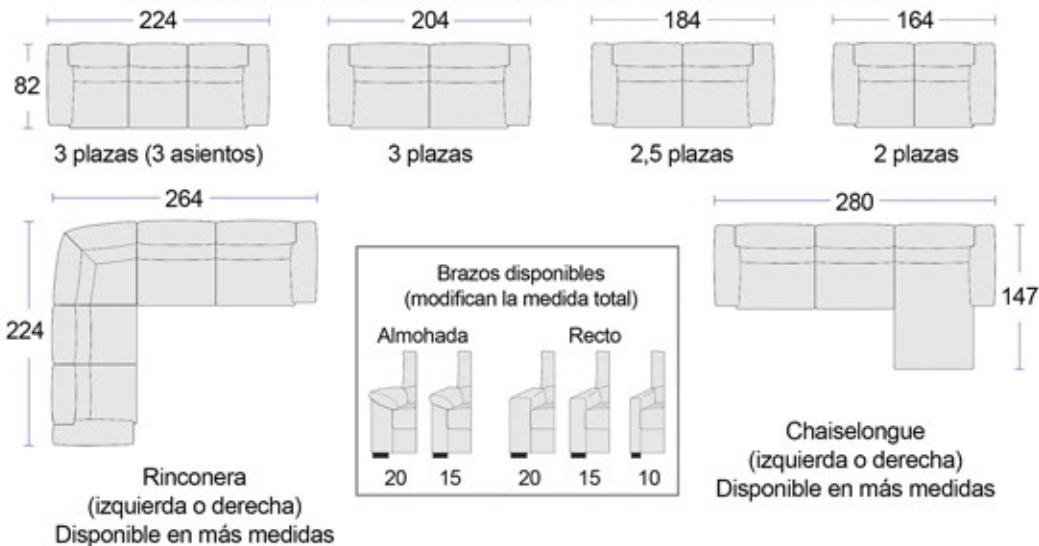 224
204
184
164
82
3 plazas (3 asientos)
3 plazas
2,5 plazas
2 plazas
264
280
224
147
Brazos disponibles
(modifican la medida total)
Almohada
Recto
20
15
20
15
10
Rinconera
(izquierda o derecha)
Disponible en más medidas
Chaiselongue
(izquierda o derecha)
Disponible en más medidas